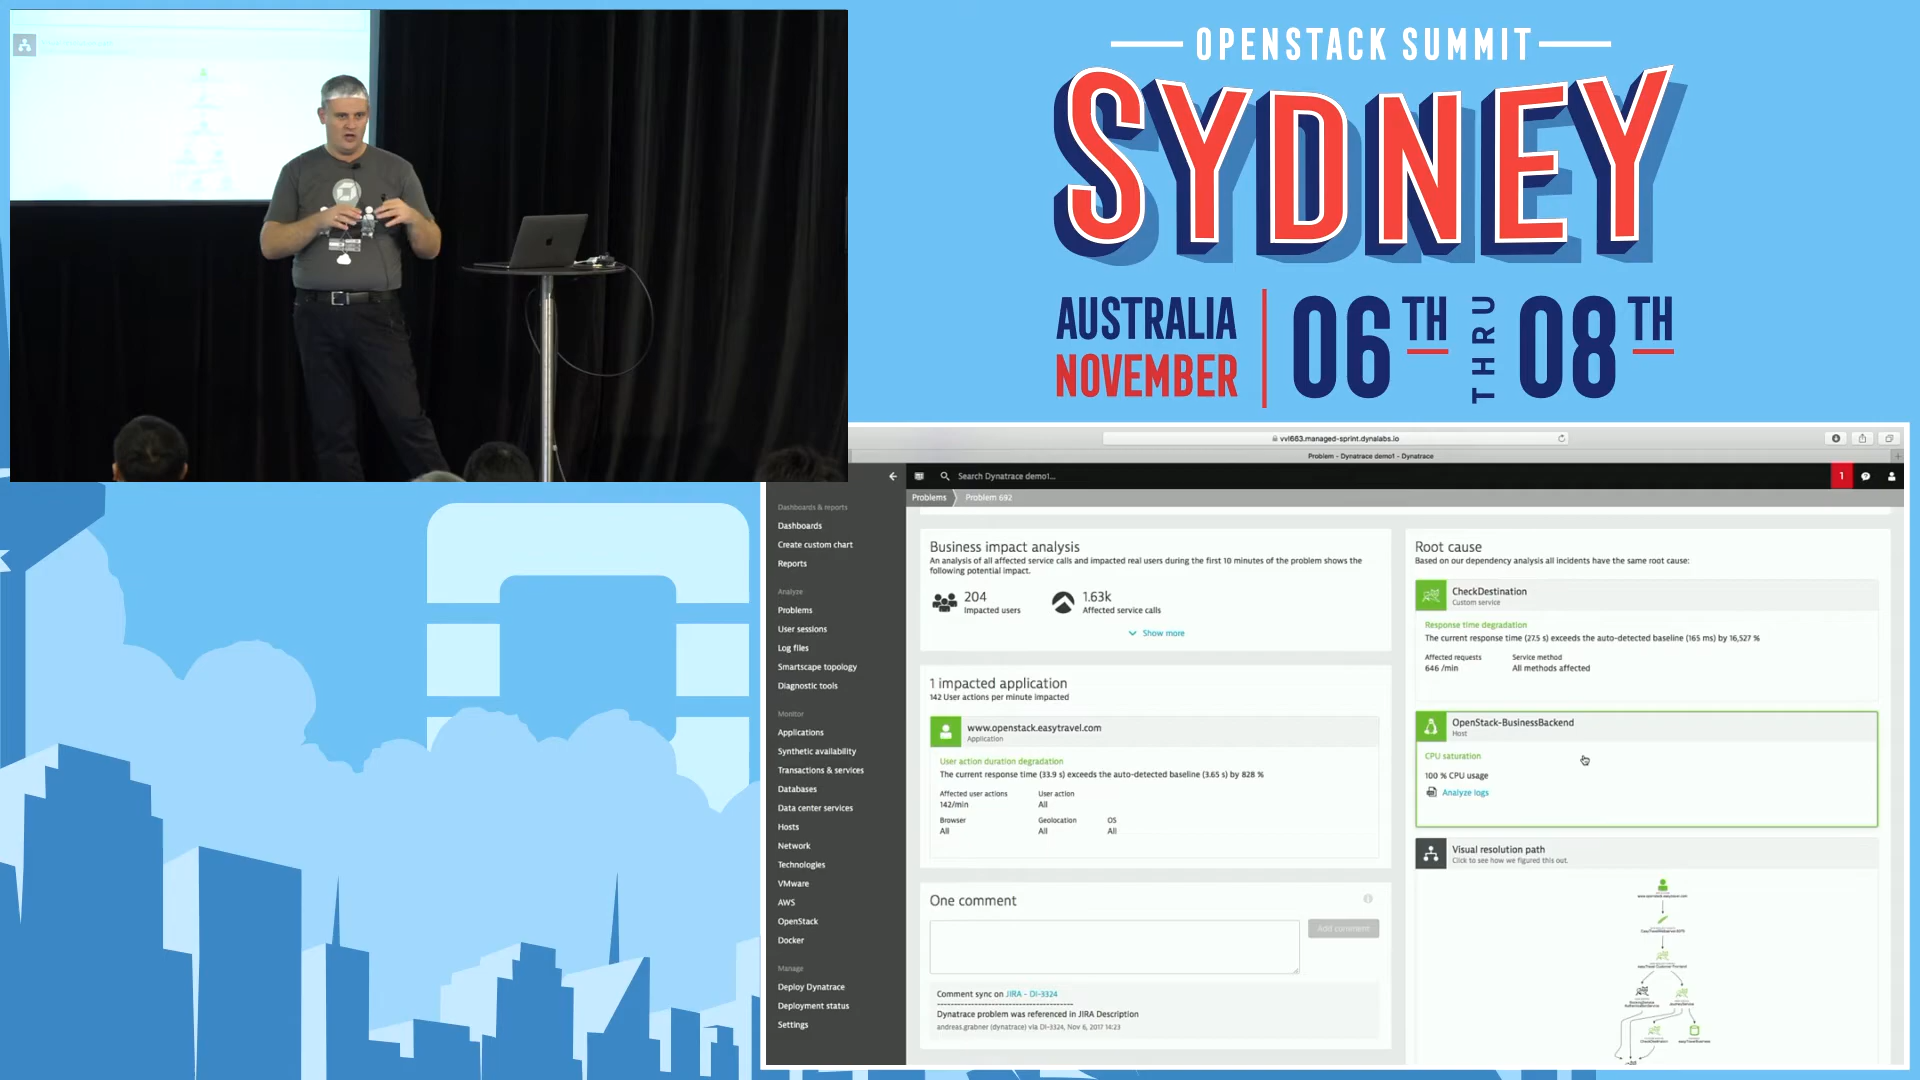 OPENSTACK SUMMIT
SYDNEY
AUSTRALIA
NOVEMBER
06TH THRU 08TH
vvl663.managed-sprint.dynalabs.io
Problem - Dynatrace demo1 - Dynatrace
Search Dynatrace demo1...
1
Problems
Problem 692
Dashboards & reports
Dashboards
Create custom chart
Reports
Analyze
Problems
User sessions
Log files
Smartscape topology
Diagnostic tools
Monitor
Applications
Synthetic availability
Transactions & services
Databases
Data center services
Hosts
Network
Technologies
VMware
AWS
OpenStack
Docker
Manage
Deploy Dynatrace
Deployment status
Settings
Business impact analysis
An analysis of all affected service calls and impacted real users during the first 10 minutes of the problem shows the
following potential impact.
204
Impacted users
1.63k
Affected service calls
Show more
1 impacted application
142 User actions per minute impacted
www.openstack.easytravel.com
Application
User action duration degradation
The current response time (33.9 s) exceeds the auto-detected baseline (3.65 s) by 828 %
Affected user actions
142/min
User action
All
Browser
All
Geolocation
All
OS
All
One comment
Add comment
Comment sync on JIRA - DI-3324
Dynatrace problem was referenced in JIRA Description
andreas.grabner (dynatrace) via DI-3324, Nov 6, 2017 14:23
Root cause
Based on our dependency analysis all incidents have the same root cause:
CheckDestination
Custom service
Response time degradation
The current response time (27.5 s) exceeds the auto-detected baseline (165 ms) by 16,527 %
Affected requests
646 /min
Service method
All methods affected
OpenStack-BusinessBackend
Host
CPU saturation
100 % CPU usage
Analyze logs
Visual resolution path
Click to see how we figured this out.